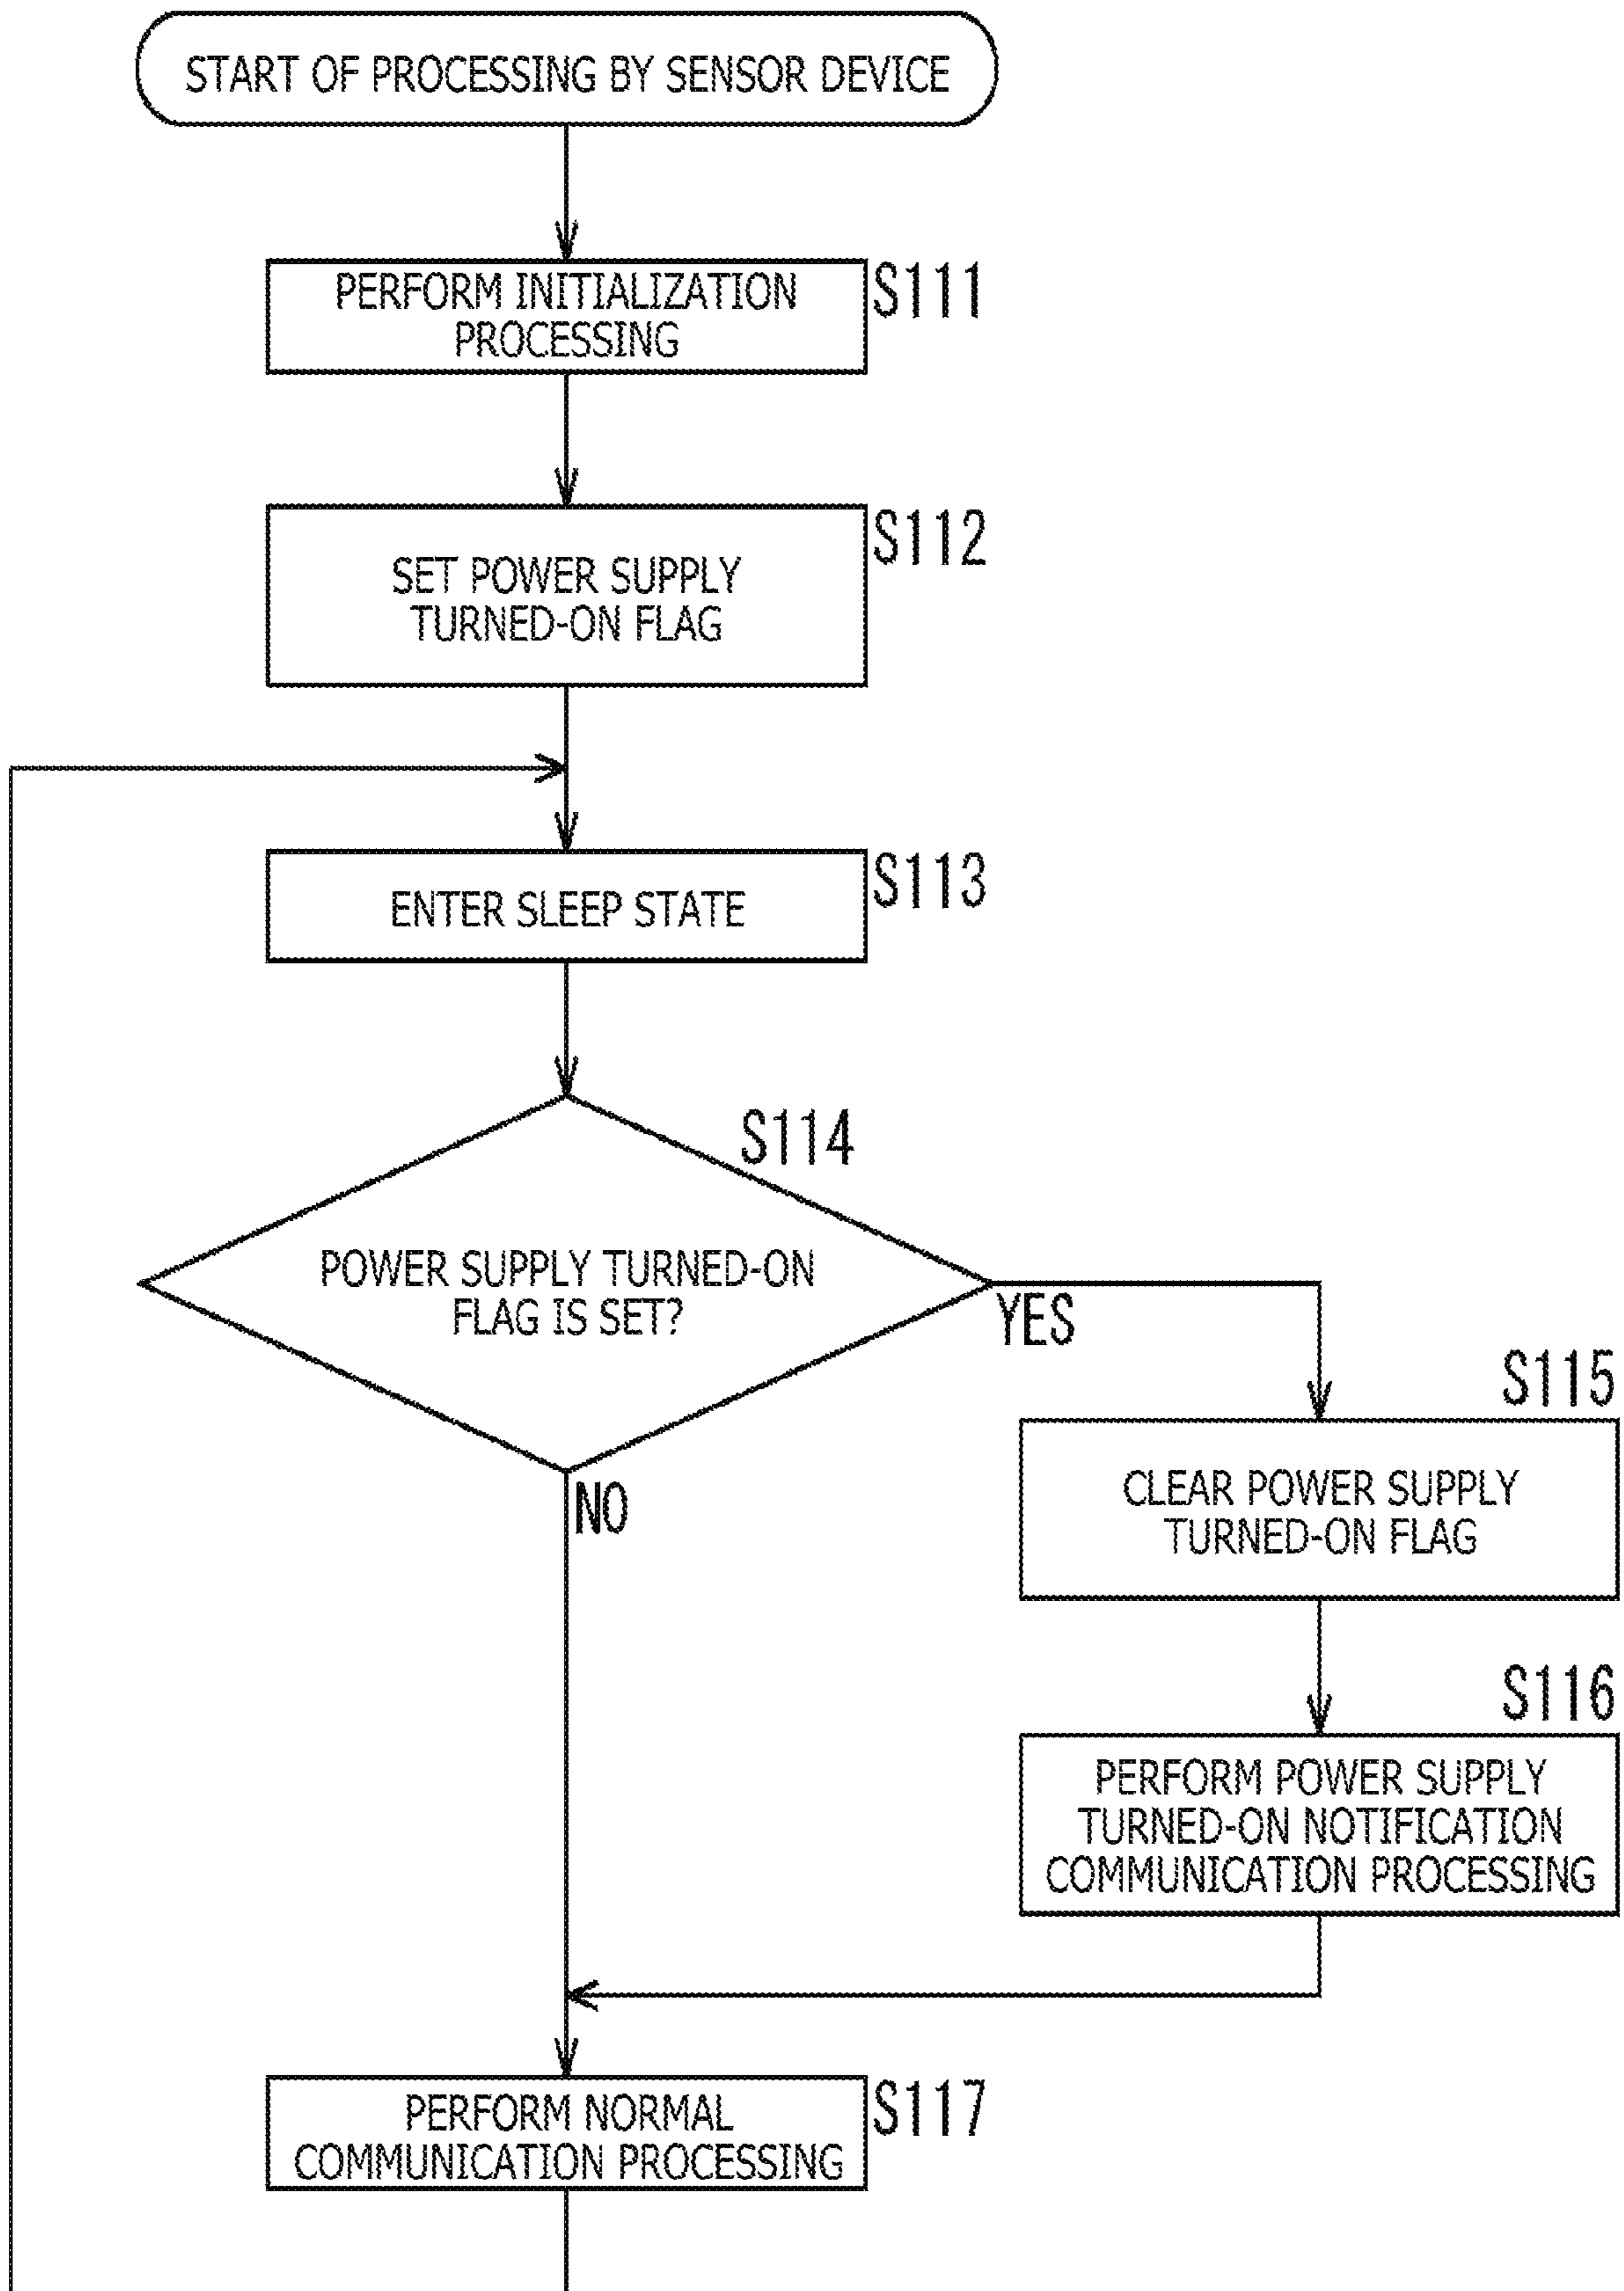 START OF PROCESSING BY SENSOR DEVICE
PERFORM INITIALIZATION
PROCESSING
S111
SET POWER SUPPLY
TURNED-ON FLAG
S112
ENTER SLEEP STATE
S113
S114
POWER SUPPLY TURNED-ON
FLAG IS SET?
YES
NO
S115
CLEAR POWER SUPPLY
TURNED-ON FLAG
S116
PERFORM POWER SUPPLY
TURNED-ON NOTIFICATION
COMMUNICATION PROCESSING
PERFORM NORMAL
COMMUNICATION PROCESSING
S117